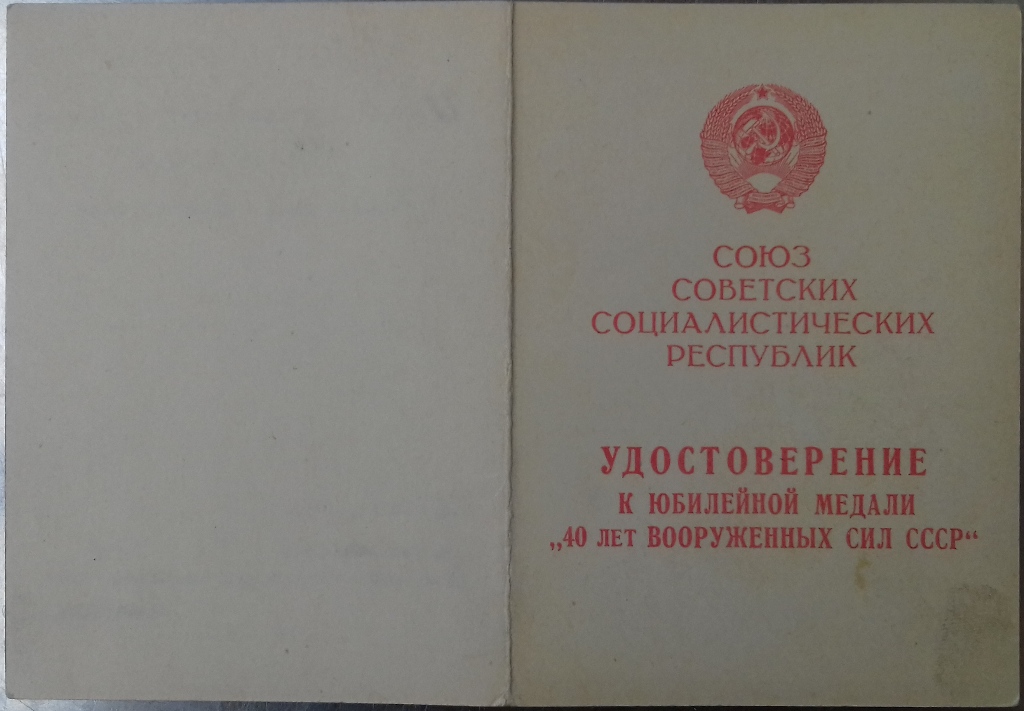 СОЮЗ
СОВЕТСКИХ
СОЦИАЛИСТИЧЕСКИХ
РЕСПУБЛИК
УДОСТОВЕРЕНИЕ
К ЮБИЛЕЙНОЙ МЕДАЛИ
„40 ЛЕТ ВООРУЖЕННЫХ СИЛ СССР“